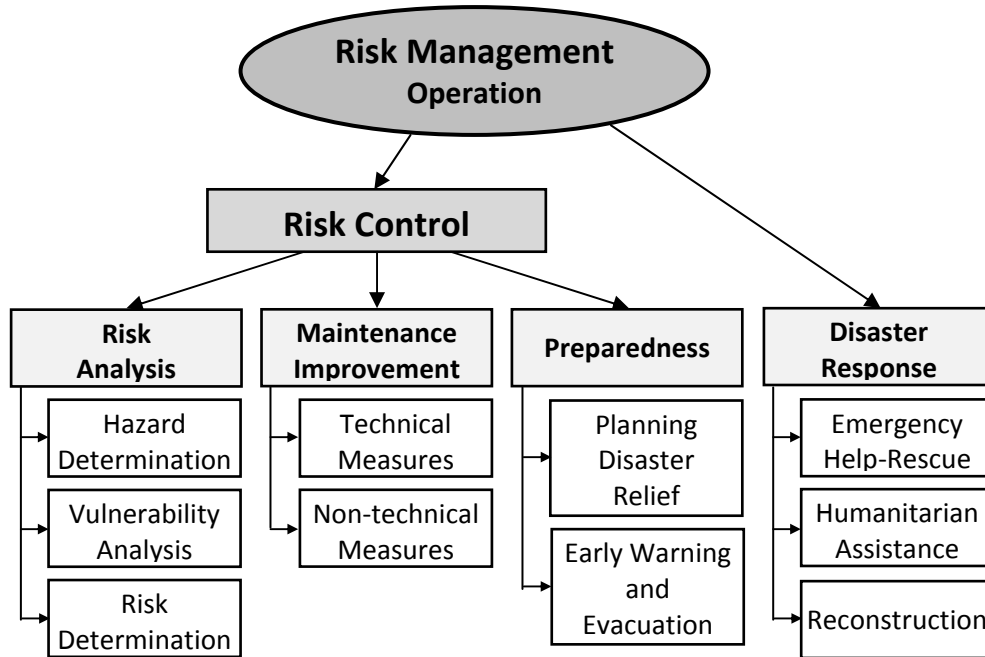 Risk Management
Operation
Risk Control
Risk
Analysis
Hazard
Determination
Vulnerability
Analysis
Risk
Determination
Maintenance
Improvement
Technical
Measures
Non-technical
Measures
Preparedness
Planning
Disaster
Relief
Early Warning
and
Evacuation
Disaster
Response
Emergency
Help-Rescue
Humanitarian
Assistance
Reconstruction